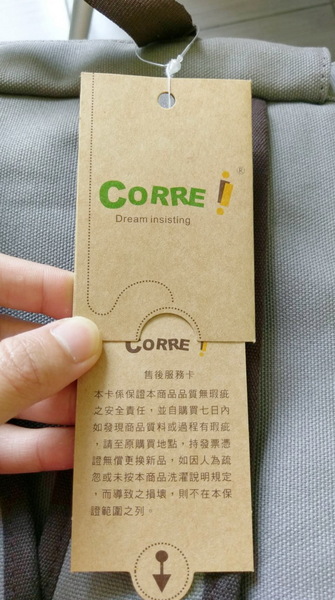 CORRE!®
Dream insisting
CORRE!
售後服務卡
本卡係保證本商品品質無瑕疵
之安全責任，並自購買七日內
如發現商品質料或過程有瑕疵
，請至原購買地點，持發票憑
證無償更換新品，如因人為疏
忽或未按本商品洗濯說明規定
，而導致之損壞，則不在本保
證範圍之列。